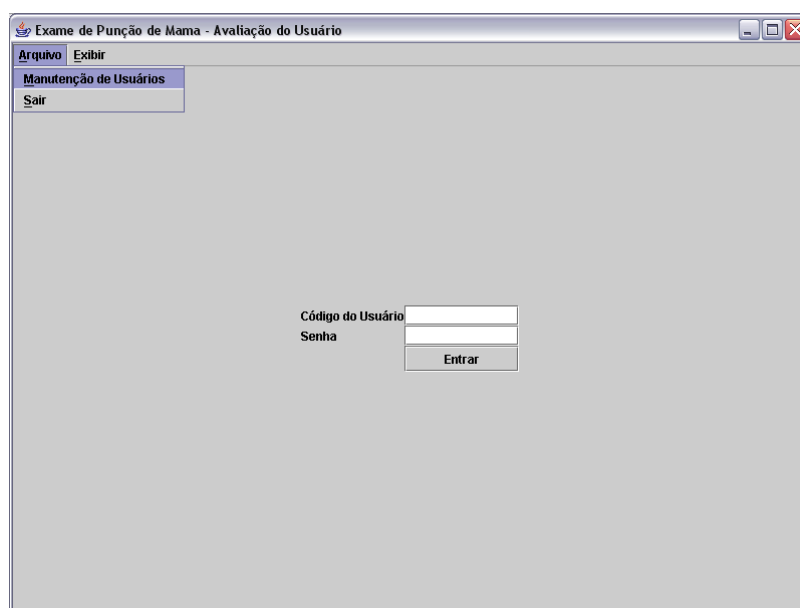 Exame de Punção de Mama - Avaliação do Usuário
Arquivo Exibir
Manutenção de Usuários
Sair
Código do Usuário
Senha
Entrar